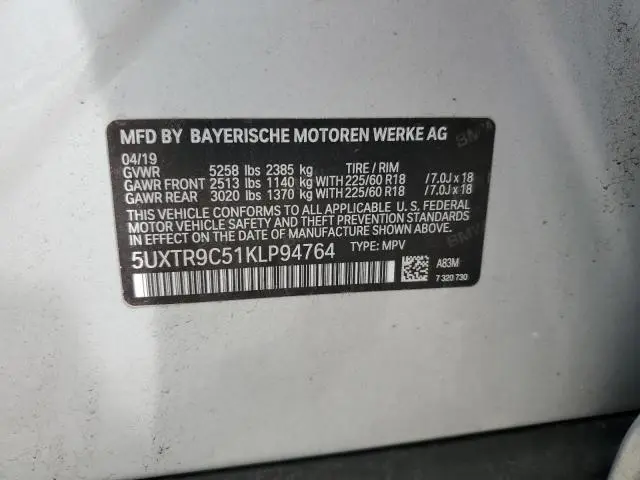 MFD BY BAYERISCHE MOTOREN WERKE AG
04/19
GVWR 5258 lbs 2385 kg TIRE / RIM
GAWR FRONT 2513 lbs 1140 kg WITH 225/60 R18 /7.0J x 18
GAWR REAR 3020 lbs 1370 kg WITH 225/60 R18 /7.0J x 18
THIS VEHICLE CONFORMS TO ALL APPLICABLE U. S. FEDERAL
MOTOR VEHICLE SAFETY AND THEFT PREVENTION STANDARDS
IN EFFECT ON THE DATE OF MANUFACTURE SHOWN ABOVE.
5UXTR9C51KLP94764 TYPE: MPV
A83M
7 320 730
BMW
BMW